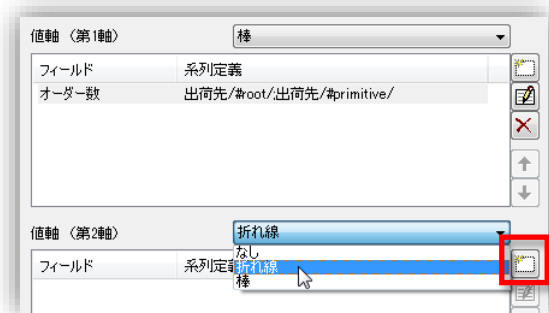 値軸 (第1軸) 棒
フィールド 系列定義
オーダー数 出荷先/#root/;出荷先/#primitive/
値軸 (第2軸) 折れ線
なし
フィールド 系列定 折れ線
棒